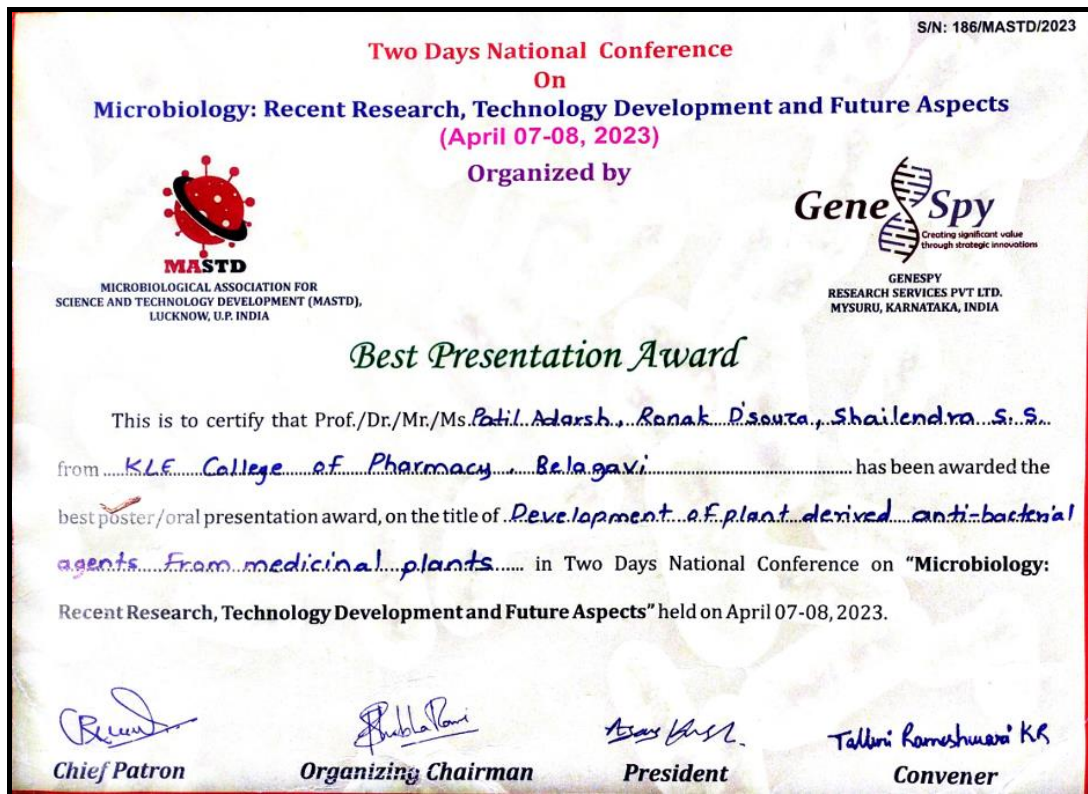 S/N: 186/MASTD/2023
Two Days National Conference
On
Microbiology: Recent Research, Technology Development and Future Aspects
(April 07-08, 2023)
Organized by
MASTD
MICROBIOLOGICAL ASSOCIATION FOR
SCIENCE AND TECHNOLOGY DEVELOPMENT (MASTD),
LUCKNOW, U.P. INDIA
Gene Spy
Creating significant value
through strategic innovations
GENESPY
RESEARCH SERVICES PVT LTD.
MYSURU, KARNATAKA, INDIA
Best Presentation Award
This is to certify that Prof./Dr./Mr./Ms. Patil Adarsh, Ronak D'souza, Shailendra S. S.
from KLE College of Pharmacy, Belagavi has been awarded the
best poster/oral presentation award, on the title of Development of plant derived anti-bacterial
agents From medicinal plants in Two Days National Conference on "Microbiology:
Recent Research, Technology Development and Future Aspects" held on April 07-08, 2023.
Talluri Rameshwari KR
Chief Patron
Organizing Chairman
President
Convener